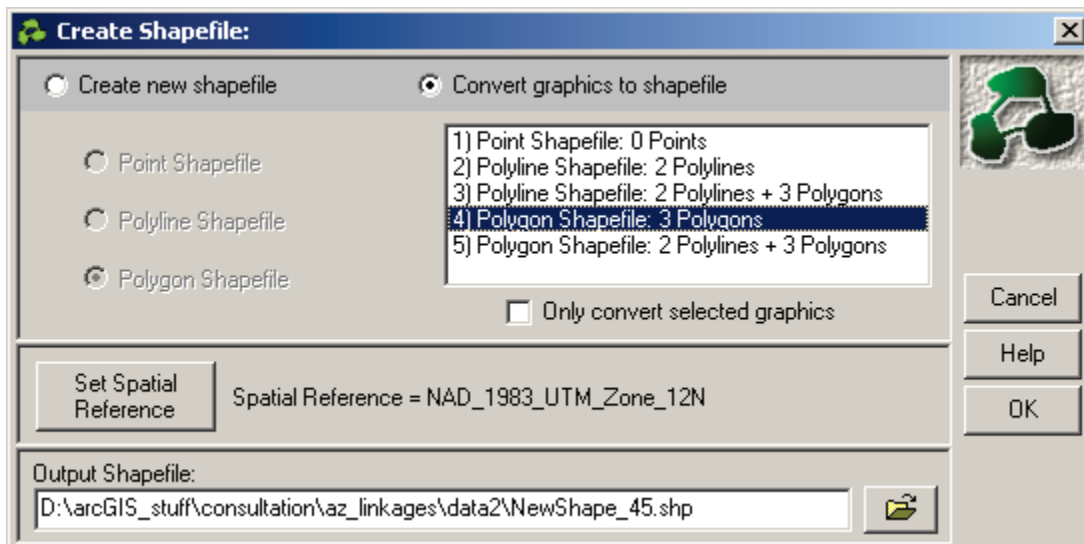 Create Shapefile:
Create new shapefile
Convert graphics to shapefile
Point Shapefile
Polyline Shapefile
Polygon Shapefile
1) Point Shapefile: 0 Points
2) Polyline Shapefile: 2 Polylines
3) Polyline Shapefile: 2 Polylines + 3 Polygons
4) Polygon Shapefile: 3 Polygons
5) Polygon Shapefile: 2 Polylines + 3 Polygons
Only convert selected graphics
Cancel
Help
OK
Set Spatial
Reference
Spatial Reference = NAD_1983_UTM_Zone_12N
Output Shapefile:
D:\arcGIS_stuff\consultation\az_linkages\data2\NewShape_45.shp